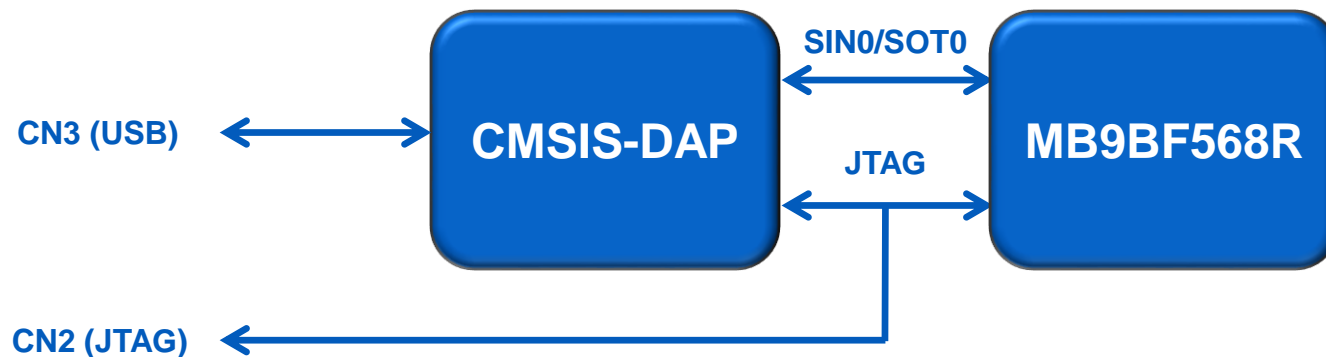 SIN0/SOT0
CN3 (USB)
CMSIS-DAP
MB9BF568R
JTAG
CN2 (JTAG)